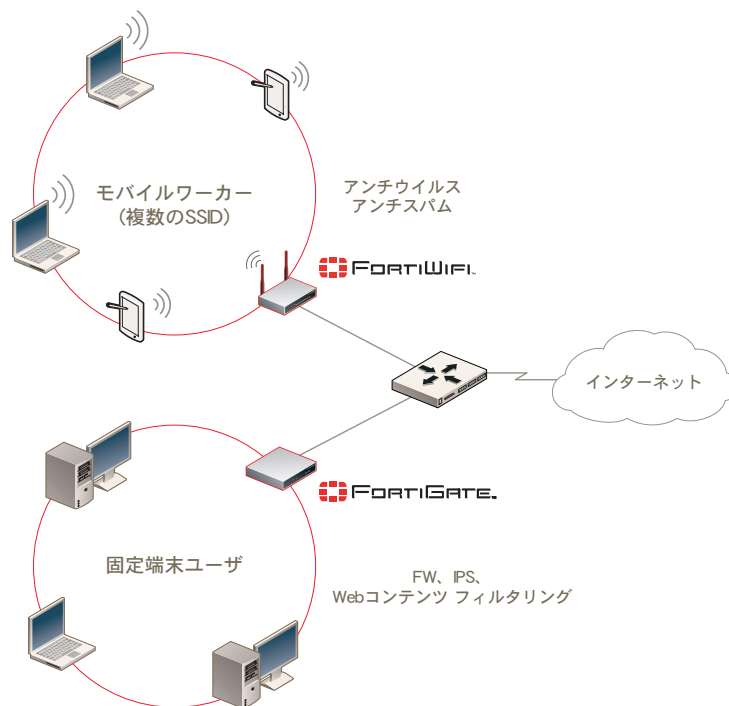 モバイルワーカー
（複数のSSID）
アンチウイルス
アンチスパム
FORTIWIFI
インターネット
FORTIGATE
固定端末ユーザ
FW、IPS、
Webコンテンツ フィルタリング